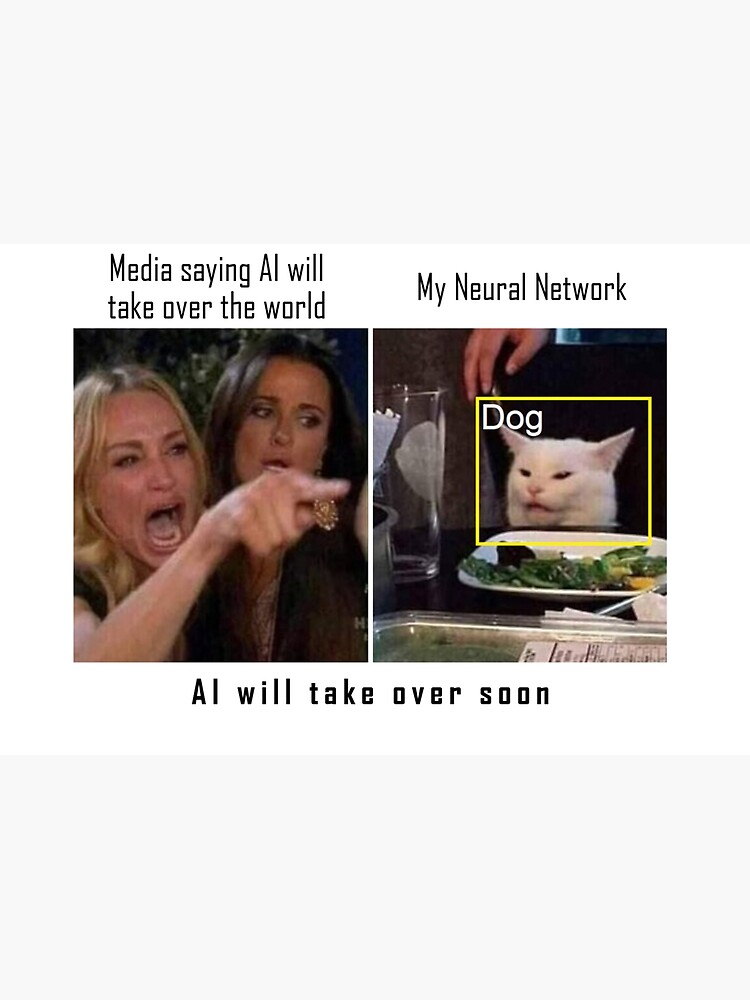 Media saying AI will
take over the world
My Neural Network
Dog
AI will take over soon